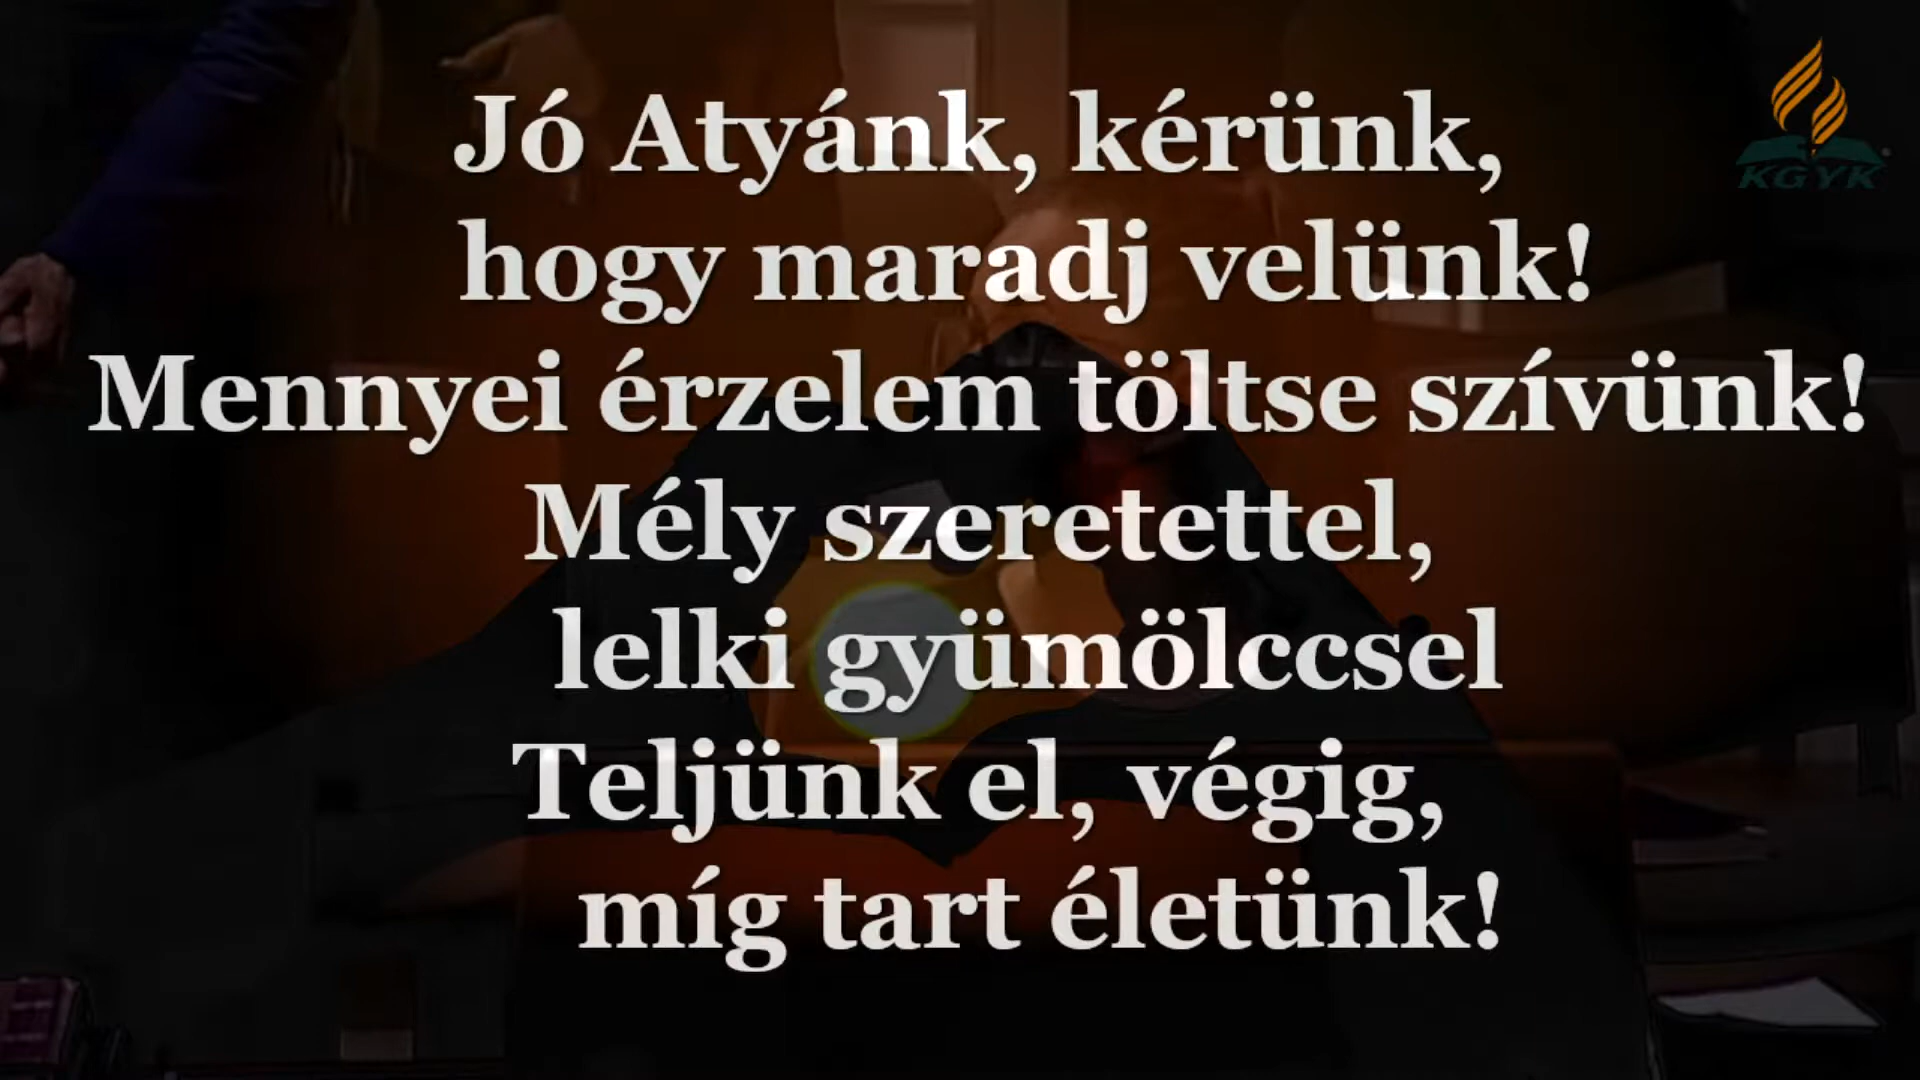 Jó Atyánk, kérünk,
hogy maradj velünk!
Mennyei érzelem töltse szívünk!
Mély szeretettel,
lelki gyümölccsel
Teljünk el, végig,
míg tart életünk!
KGYK